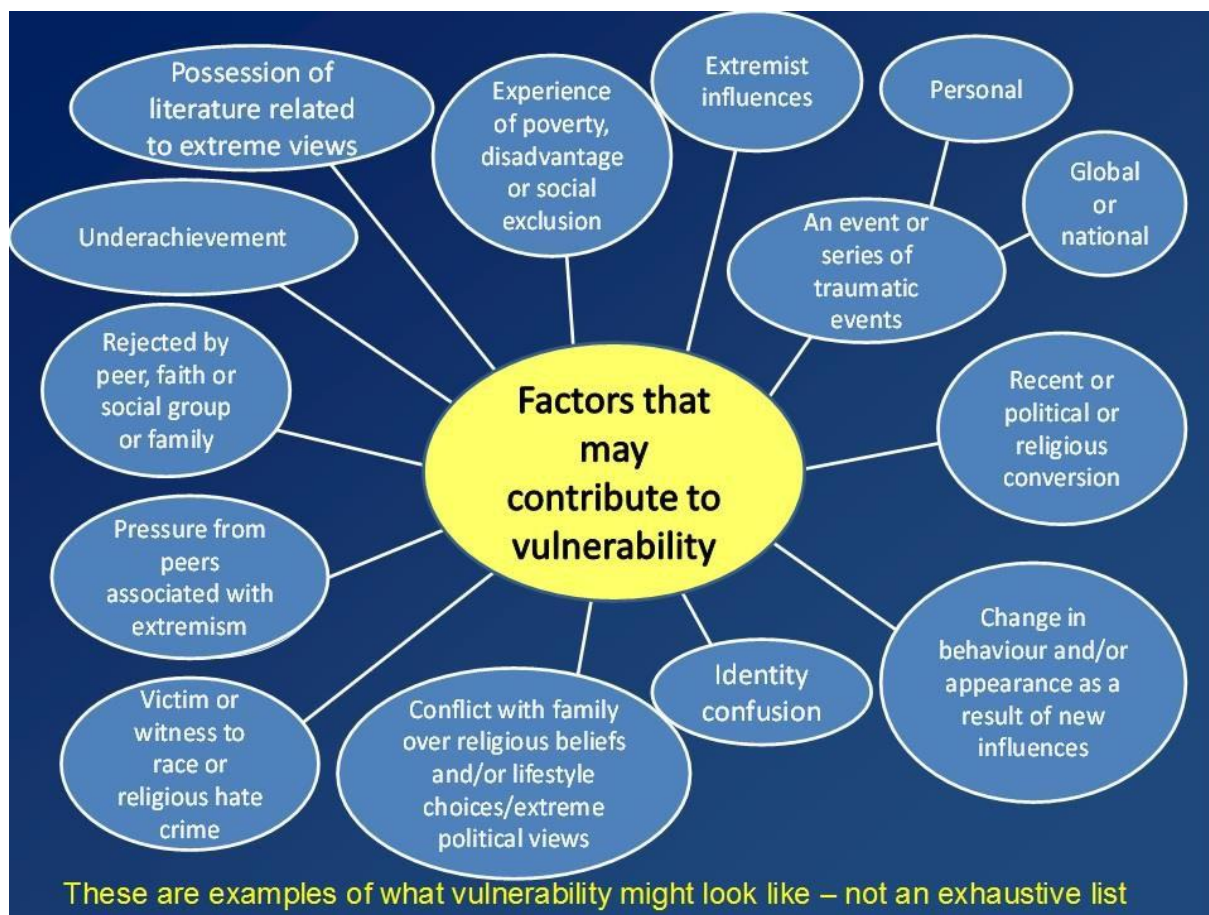 Possession of
literature related
to extreme views
Experience
of poverty,
disadvantage
or social
exclusion
Extremist
influences
Personal
Global
or
national
Underachievement
An event or
series of
traumatic
events
Rejected by
peer, faith or
social group
or family
Factors that
may
contribute to
vulnerability
Recent or
political or
religious
conversion
Pressure from
peers
associated with
extremism
Change in
behaviour and/or
appearance as a
result of new
influences
Victim or
witness to
race or
religious hate
crime
Conflict with family
over religious beliefs
and/or lifestyle
choices/extreme
political views
Identity
confusion
These are examples of what vulnerability might look like – not an exhaustive list